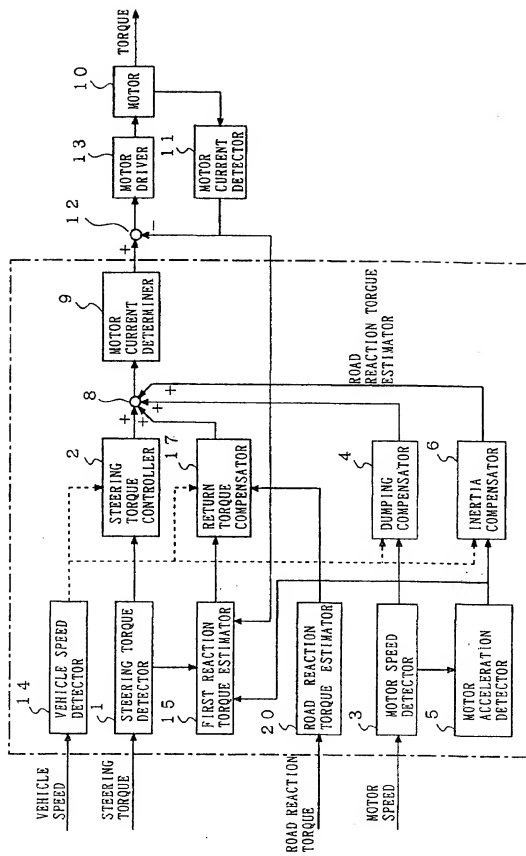 VEHICLE
SPEED
14
VEHICLE SPEED
DETECTOR
STEERING
TORQUE
1
STEERING TORQUE
DETECTOR
2
STEERING
TORQUE
CONTROLLER
15
FIRST REACTION
TORQUE ESTIMATOR
17
RETURN
TORQUE
COMPENSATOR
ROAD REACTION
TORQUE
20
ROAD REACTION
TORQUE ESTIMATOR
MOTOR
SPEED
3
MOTOR SPEED
DETECTOR
4
DUMPING
COMPENSATOR
5
MOTOR
ACCELERATION
DETECTOR
6
INERTIA
COMPENSATOR
8
+
+
+
+
ROAD
REACTION TORGUE
ESTIMATOR
9
MOTOR
CURRENT
DETERMINER
12
+
-
13
MOTOR
DRIVER
10
MOTOR
TORQUE
11
MOTOR
CURRENT
DETECTOR